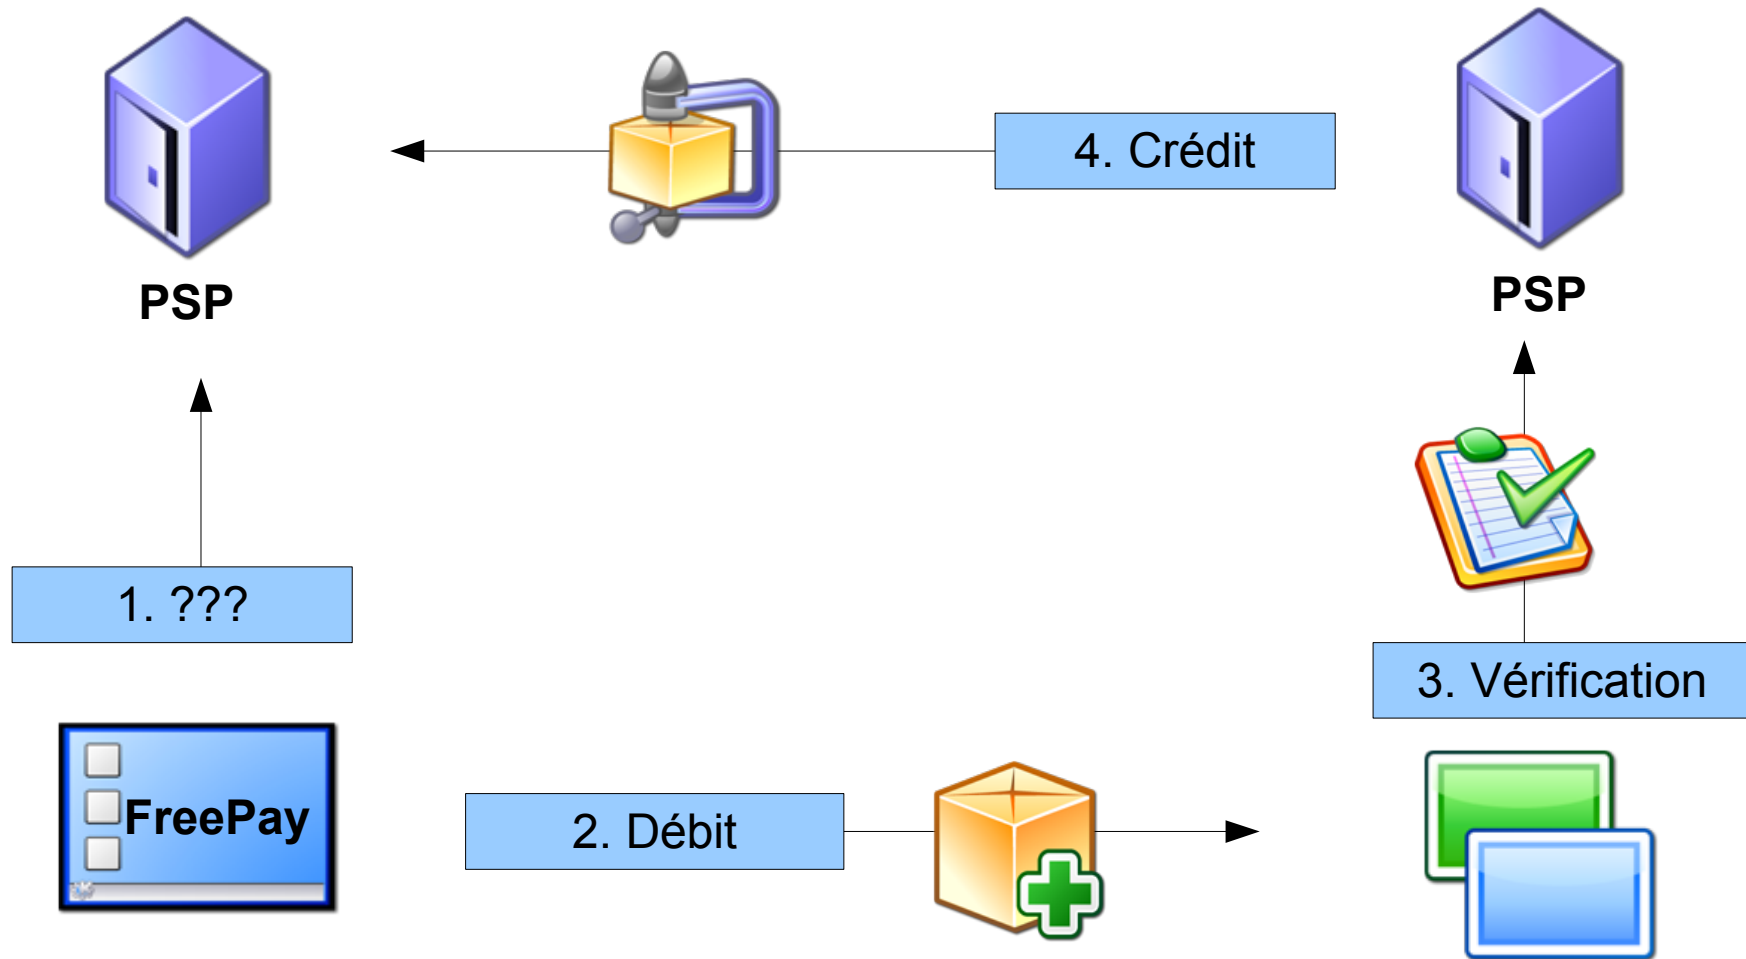 PSP
4. Crédit
PSP
1. ???
3. Vérification
FreePay
2. Débit